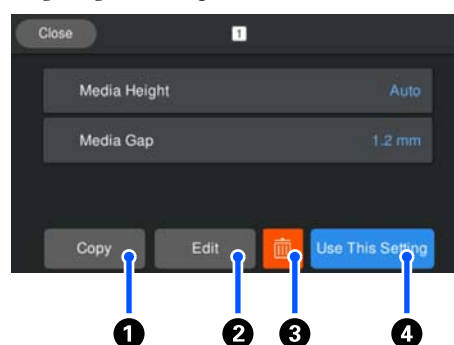 Close 1
Media Height Auto
Media Gap 1.2 mm
Copy Edit Use This Setting
1 2 3 4